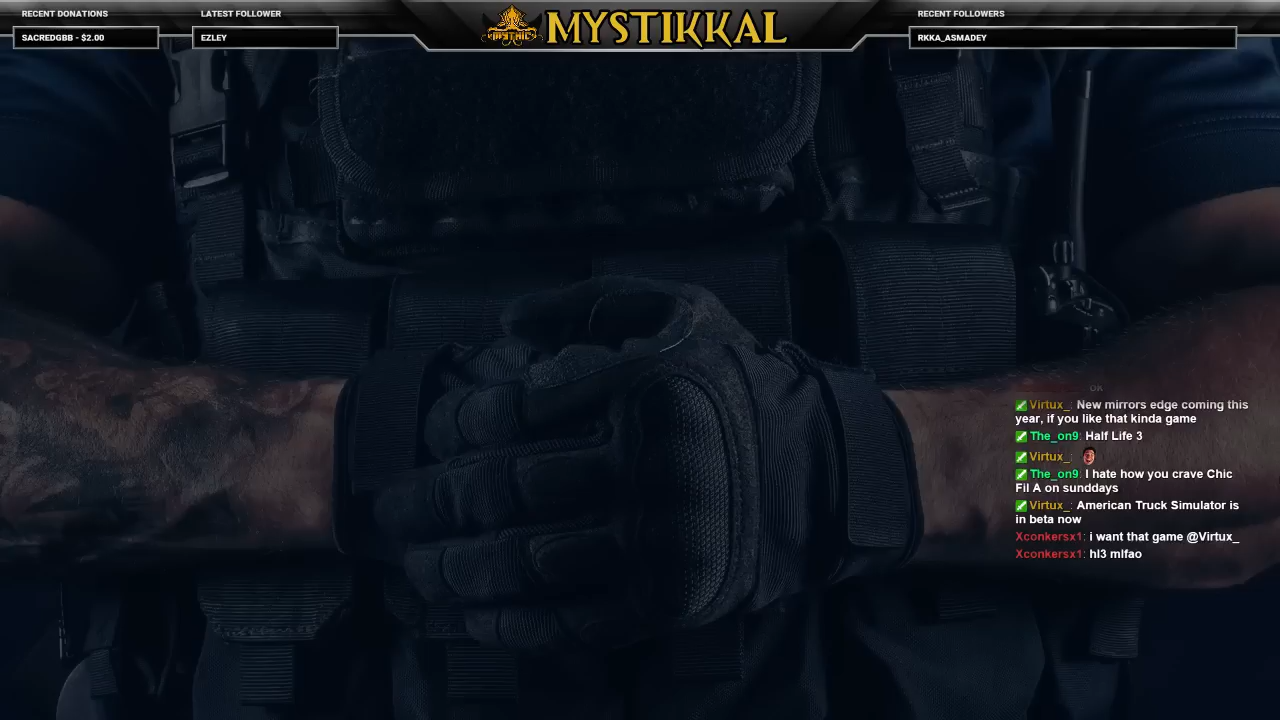 RECENT DONATIONS
LATEST FOLLOWER
RECENT FOLLOWERS
SACREDGBB - $2.00
EZLEY
MYTHIC
MYSTIKKAL
RKKA_ASMADEY
OK
Virtux_: New mirrors edge coming this
year, if you like that kinda game
The_on9: Half Life 3
Virtux_:
The_on9: I hate how you crave Chic
Fil A on sunddays
Virtux_: American Truck Simulator is
in beta now
Xconkersx1: i want that game @Virtux_
Xconkersx1: hl3 mlfao